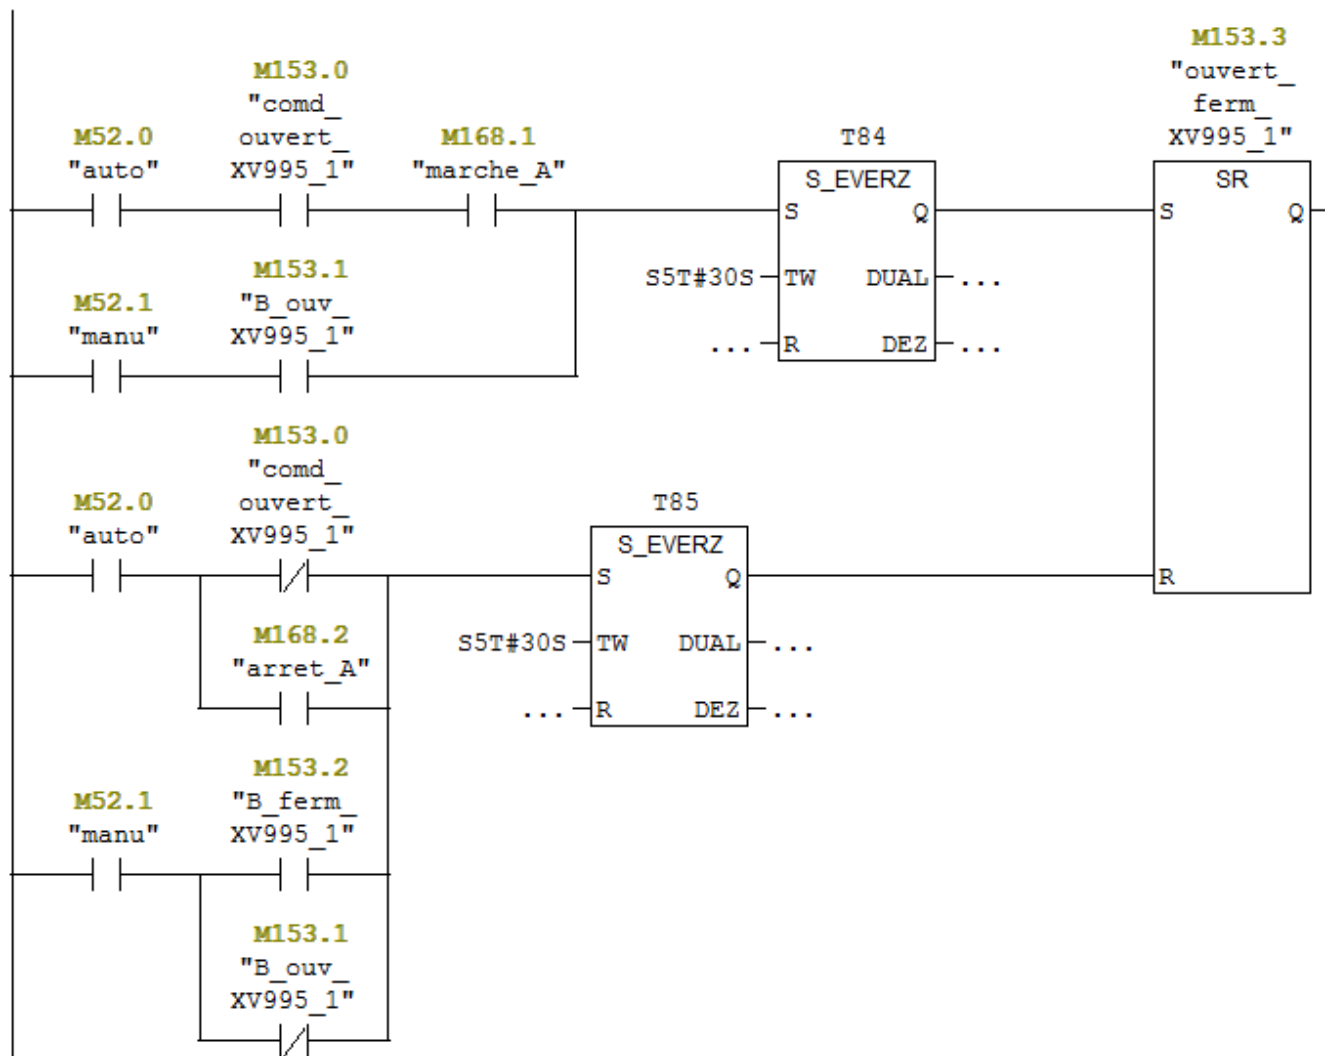 M153.3
"ouvert_
ferm_
XV995_1"
M153.0
"comd_
ouvert_
XV995_1"
M52.0
"auto"
M168.1
"marche_A"
T84
S_EVERZ
S Q
S5T#30S TW DUAL ...
... R DEZ ...
SR
S Q
R
M153.1
"B_ouv_
XV995_1"
M52.1
"manu"
M153.0
"comd_
ouvert_
XV995_1"
M52.0
"auto"
T85
S_EVERZ
S Q
S5T#30S TW DUAL ...
... R DEZ ...
M168.2
"arret_A"
M153.2
"B_ferm_
XV995_1"
M52.1
"manu"
M153.1
"B_ouv_
XV995_1"